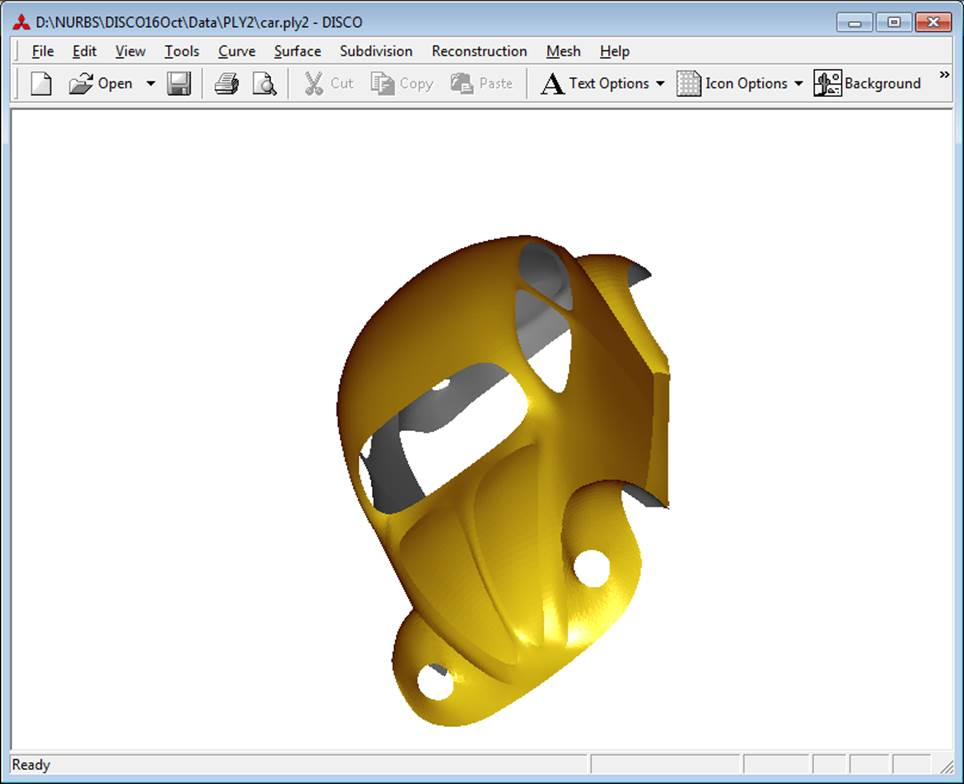 D:\NURBS\DISCO16Oct\Data\PLY2\car.ply2 - DISCO
File Edit View Tools Curve Surface Subdivision Reconstruction Mesh Help
Open Cut Copy Paste A Text Options Icon Options Background »
Ready